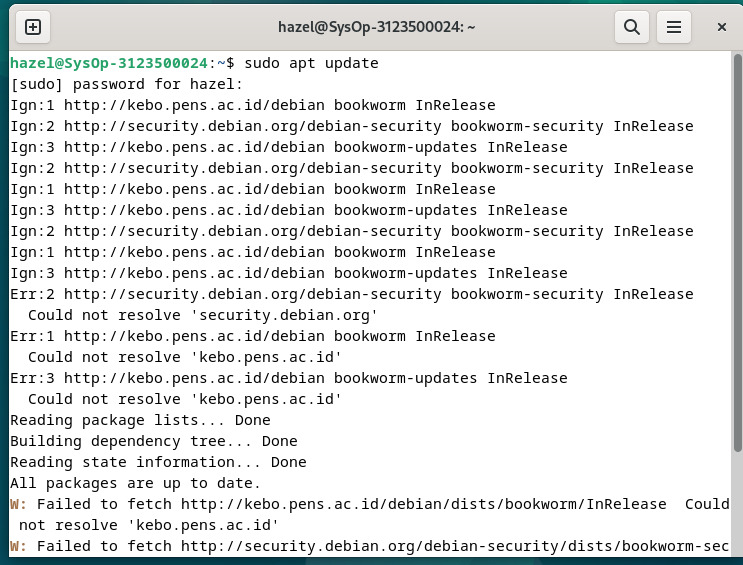 hazel@SysOp-3123500024: ~
hazel@SysOp-3123500024:~$ sudo apt update
[sudo] password for hazel:
Ign:1 http://kebo.pens.ac.id/debian bookworm InRelease
Ign:2 http://security.debian.org/debian-security bookworm-security InRelease
Ign:3 http://kebo.pens.ac.id/debian bookworm-updates InRelease
Ign:2 http://security.debian.org/debian-security bookworm-security InRelease
Ign:1 http://kebo.pens.ac.id/debian bookworm InRelease
Ign:3 http://kebo.pens.ac.id/debian bookworm-updates InRelease
Ign:2 http://security.debian.org/debian-security bookworm-security InRelease
Ign:1 http://kebo.pens.ac.id/debian bookworm InRelease
Ign:3 http://kebo.pens.ac.id/debian bookworm-updates InRelease
Err:2 http://security.debian.org/debian-security bookworm-security InRelease
  Could not resolve 'security.debian.org'
Err:1 http://kebo.pens.ac.id/debian bookworm InRelease
  Could not resolve 'kebo.pens.ac.id'
Err:3 http://kebo.pens.ac.id/debian bookworm-updates InRelease
  Could not resolve 'kebo.pens.ac.id'
Reading package lists... Done
Building dependency tree... Done
Reading state information... Done
All packages are up to date.
W: Failed to fetch http://kebo.pens.ac.id/debian/dists/bookworm/InRelease  Could
 not resolve 'kebo.pens.ac.id'
W: Failed to fetch http://security.debian.org/debian-security/dists/bookworm-sec